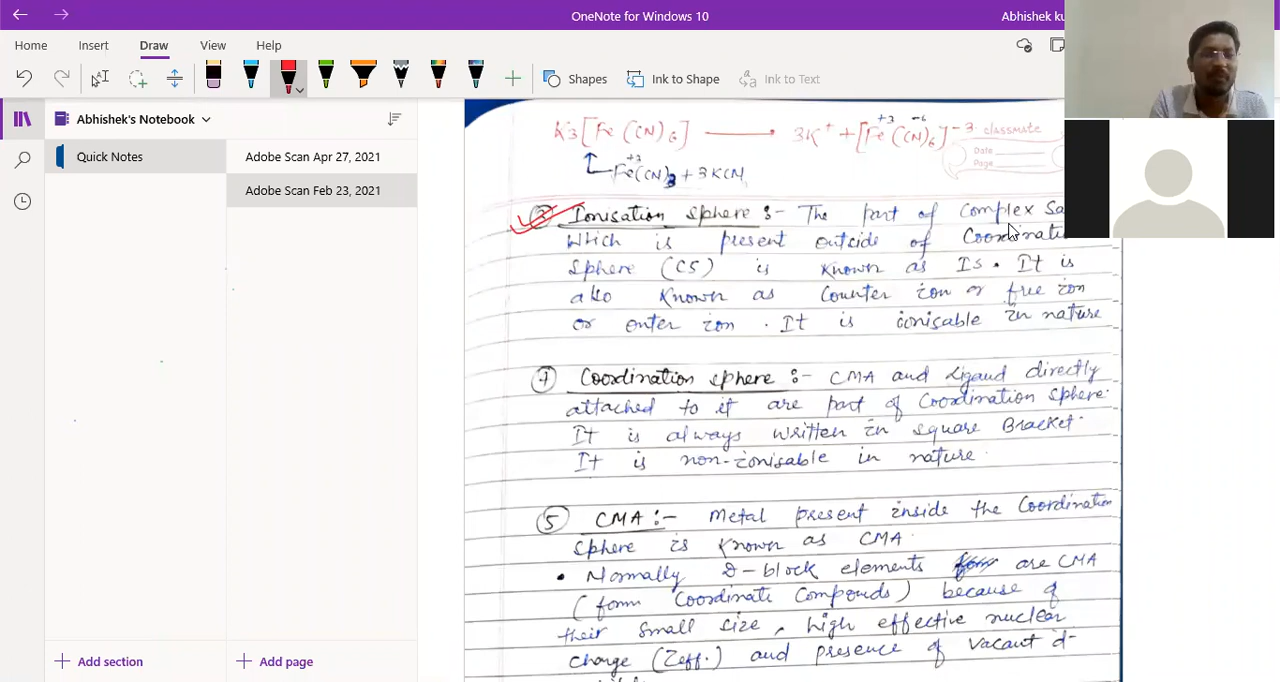 OneNote for Windows 10
Abhishek ku
Home Insert Draw View Help
Shapes Ink to Shape Ink to Text
Abhishek's Notebook
Quick Notes
Adobe Scan Apr 27, 2021
Adobe Scan Feb 23, 2021
Add section
Add page
+3 -6
K3[Fe(CN)6] → 3K+ + [Fe(CN)6]-3
classmate
Date
Page
+3
Fe(CN)3 + 3KCN
Ionisation sphere :- The part of Complex Sa
Which is present outside of Coordinati
Sphere (CS) is known as IS. It is
also known as Counter ion or free ion
or outer ion. It is ionisable in nature
Coordination sphere :- CMA and Ligand directly
attached to it are part of Coordination Sphere.
It is always written in square Bracket.
It is non-ionisable in nature.
5 CMA :- Metal present inside the Coordination
Sphere is known as CMA.
• Normally D-block elements are CMA
(form Coordinate Compounds) because of
their small size, high effective nuclear
charge (Zeff.) and presence of vacant d-